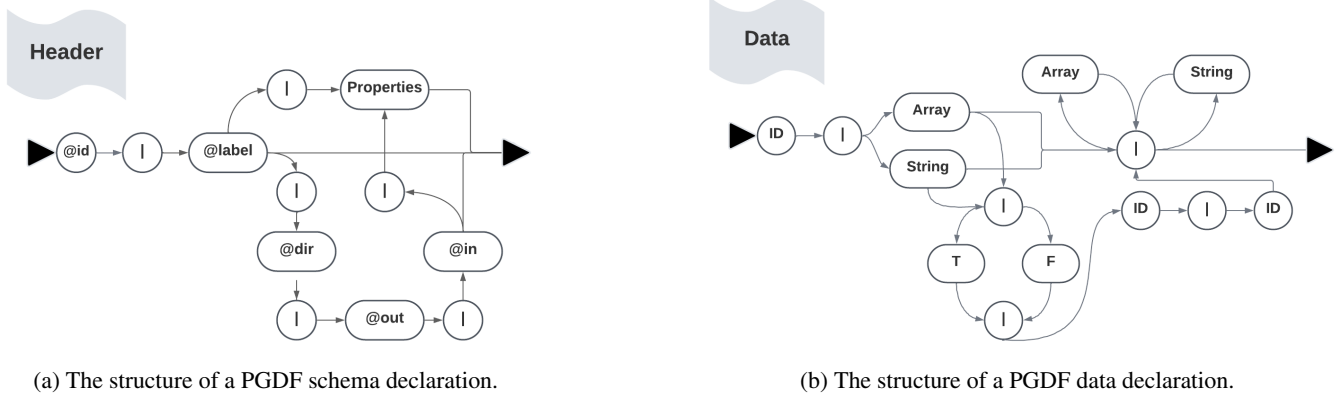 Header
| Properties
@id | @label
| |
@dir @in
| @out |
(a) The structure of a PGDF schema declaration.
Data
Array String
Array
ID | |
String
| ID | ID
T F
|
(b) The structure of a PGDF data declaration.